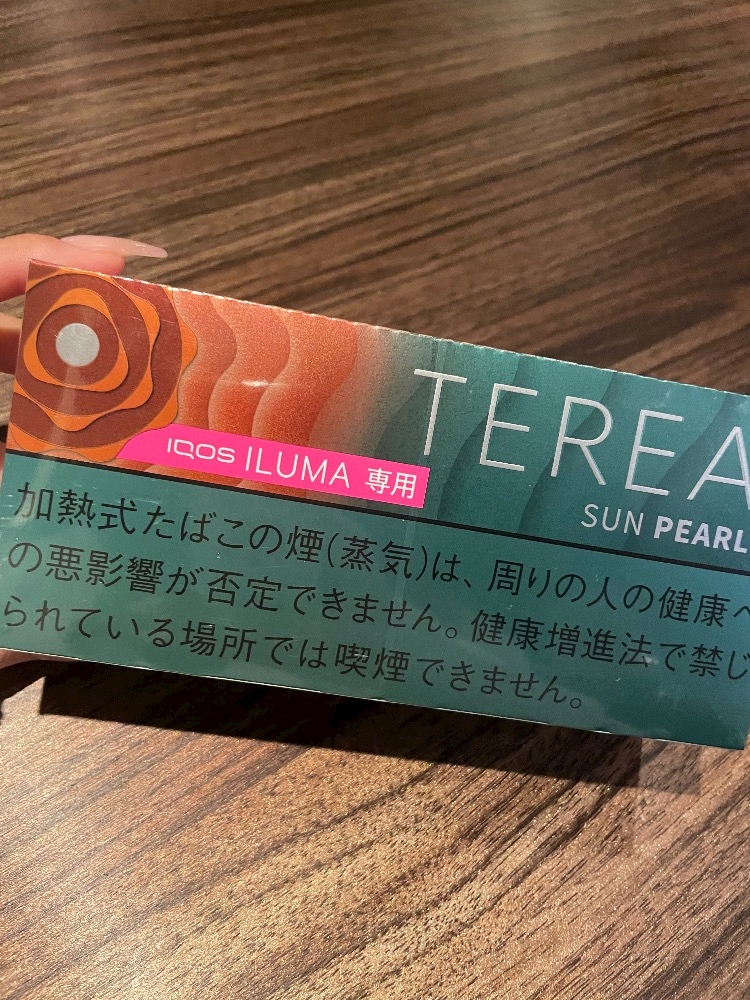 TEREA
IQOS ILUMA 専用
SUN PEARL
加熱式たばこの煙(蒸気)は、周りの人の健康へ
の悪影響が否定できません。健康増進法で禁じ
られている場所では喫煙できません。